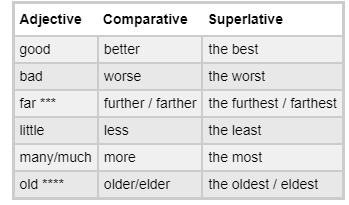 Adjective Comparative Superlative
good better the best
bad worse the worst
far *** further / farther the furthest / farthest
little less the least
many/much more the most
old **** older/elder the oldest / eldest